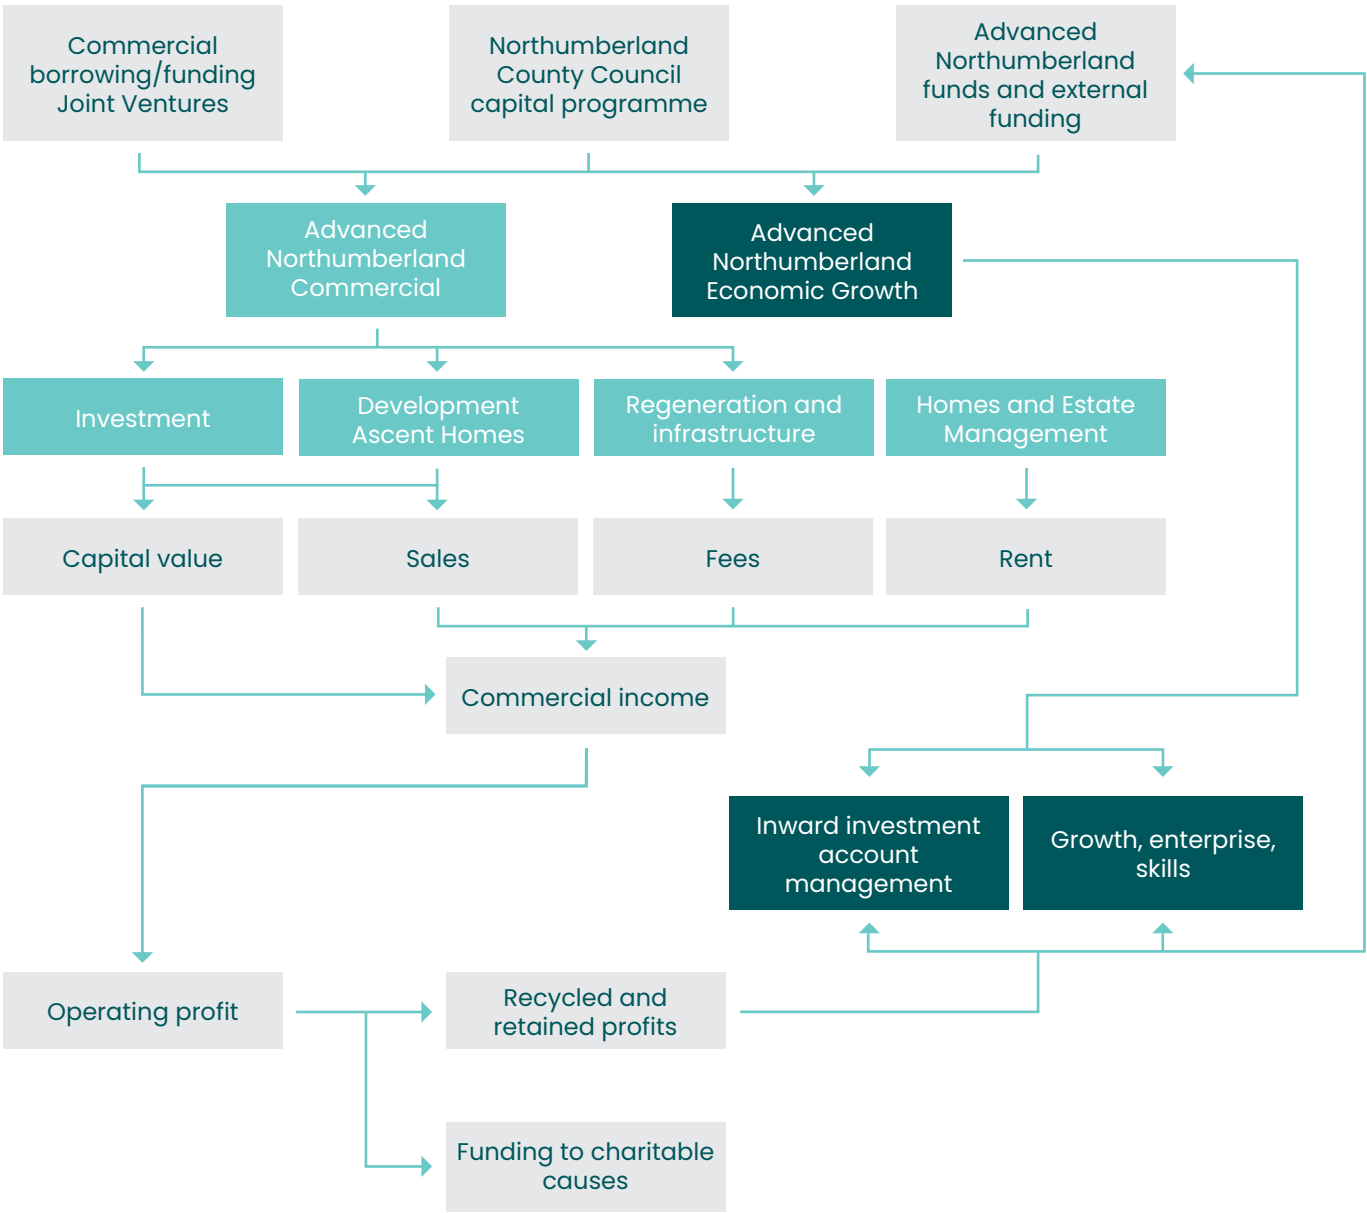 Commercial
borrowing/funding
Joint Ventures
Northumberland
County Council
capital programme
Advanced
Northumberland
funds and external
funding
Advanced
Northumberland
Commercial
Advanced
Northumberland
Economic Growth
Investment
Development
Ascent Homes
Regeneration and
infrastructure
Homes and Estate
Management
Capital value
Sales
Fees
Rent
Commercial income
Inward investment
account
management
Growth, enterprise,
skills
Operating profit
Recycled and
retained profits
Funding to charitable
causes